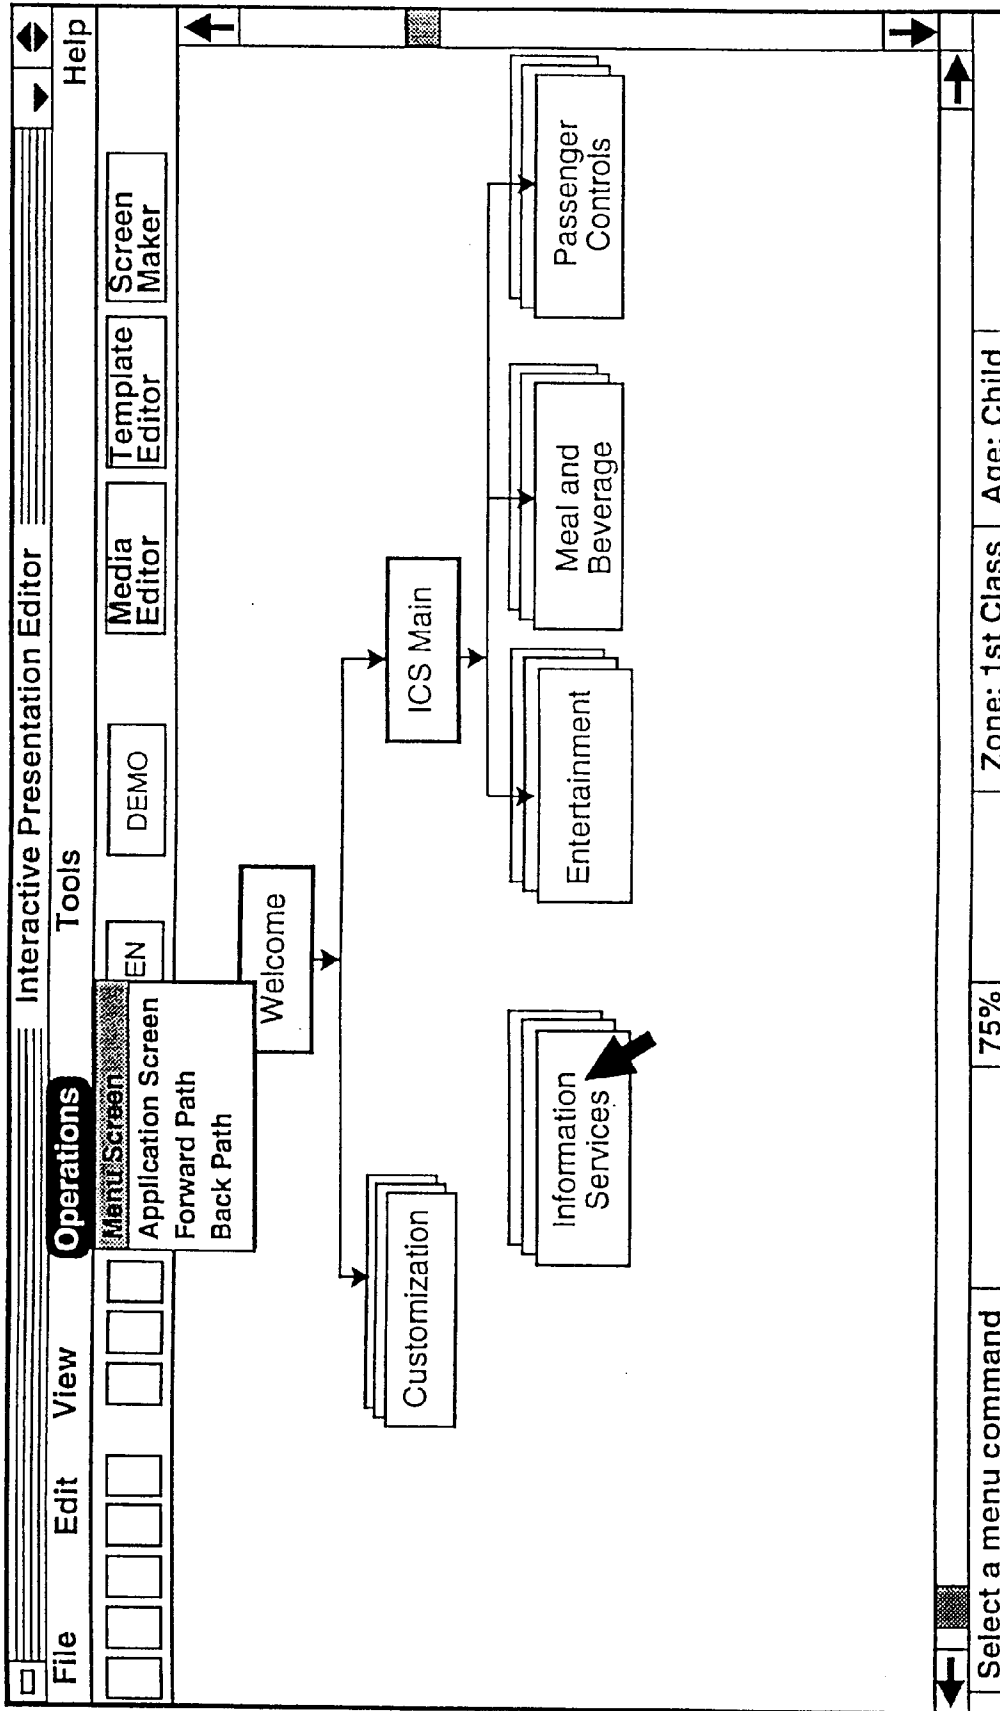 Interactive Presentation Editor
File Edit View Operations Tools Help
EN DEMO
Media
Editor
Template
Editor
Screen
Maker
Menu Screen
Application Screen
Forward Path
Back Path
Welcome
Customization
ICS Main
Information
Services
Entertainment
Meal and
Beverage
Passenger
Controls
Select a menu command 75% Zone: 1st Class Age: Child